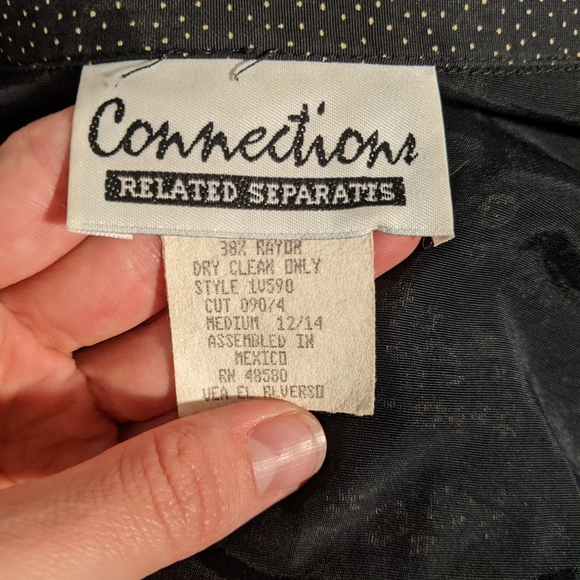 Connections
RELATED SEPARATES
38% RAYON
DRY CLEAN ONLY
STYLE 1V590
CUT 090/4
MEDIUM 12/14
ASSEMBLED IN
MEXICO
RN 48580
VEA EL REVERSO